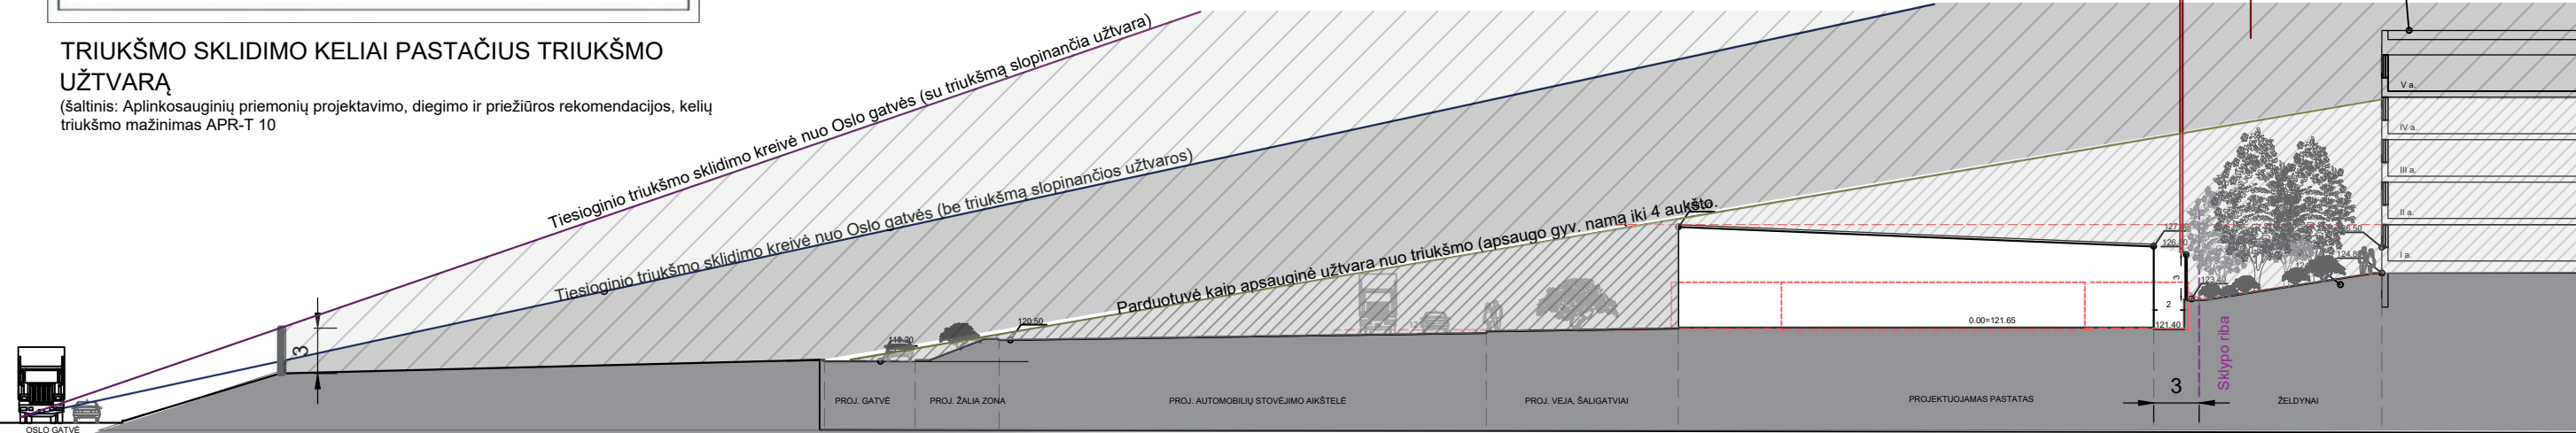 TRIUKŠMO SKLIDIMO KELIAI PASTAČIUS TRIUKŠMO
UŽTVARĄ
(šaltinis: Aplinkosauginių priemonių projektavimo, diegimo ir priežiūros rekomendacijos, kelių
triukšmo mažinimas APR-T 10
Tiesioginio triukšmo sklidimo kreivė nuo Oslo gatvės (su triukšmą slopinančia užtvara)
Tiesioginio triukšmo sklidimo kreivė nuo Oslo gatvės (be triukšmą slopinančios užtvaros)
Parduotuvė kaip apsauginė užtvara nuo triukšmo (apsaugo gyv. namą iki 4 aukšto.
V a.
IV a.
III a.
II a.
I a.
3
118.20
120.50
0.00=121.65
121.40
2
3
3
Sklypo riba
OSLO GATVĖ
PROJ. GATVĖ
PROJ. ŽALIA ZONA
PROJ. AUTOMOBILIŲ STOVĖJIMO AIKŠTELĖ
PROJ. VEJA, ŠALIGATVIAI
PROJEKTUOJAMAS PASTATAS
ŽELDYNAI